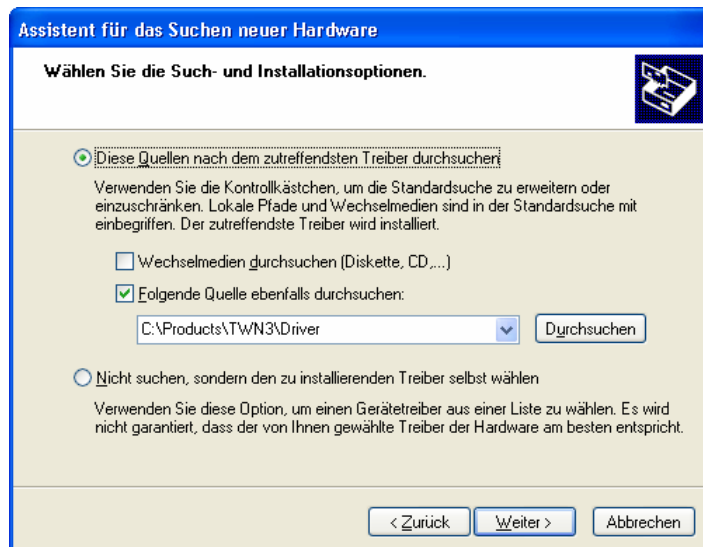 Assistent für das Suchen neuer Hardware
Wählen Sie die Such- und Installationsoptionen.
Diese Quellen nach dem zutreffendsten Treiber durchsuchen
Verwenden Sie die Kontrollkästchen, um die Standardsuche zu erweitern oder
einzuschränken. Lokale Pfade und Wechselmedien sind in der Standardsuche mit
einbegriffen. Der zutreffendste Treiber wird installiert.
Wechselmedien durchsuchen (Diskette, CD,...)
Folgende Quelle ebenfalls durchsuchen:
C:\Products\TWN3\Driver
Durchsuchen
Nicht suchen, sondern den zu installierenden Treiber selbst wählen
Verwenden Sie diese Option, um einen Gerätetreiber aus einer Liste zu wählen. Es wird
nicht garantiert, dass der von Ihnen gewählte Treiber der Hardware am besten entspricht.
< Zurück Weiter > Abbrechen